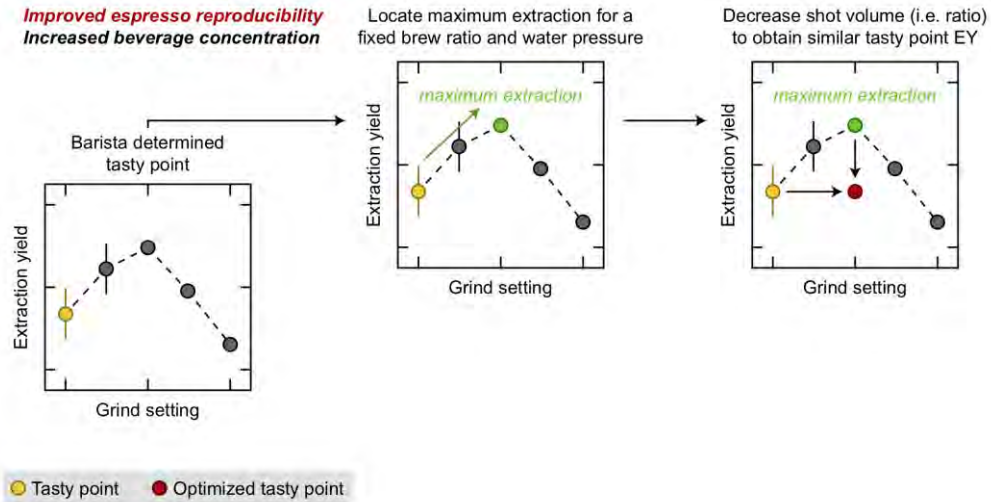 Improved espresso reproducibility
Increased beverage concentration
Locate maximum extraction for a
fixed brew ratio and water pressure
Decrease shot volume (i.e. ratio)
to obtain similar tasty point EY
Barista determined
tasty point
Extraction yield
Grind setting
maximum extraction
Extraction yield
Grind setting
maximum extraction
Extraction yield
Grind setting
Tasty point
Optimized tasty point